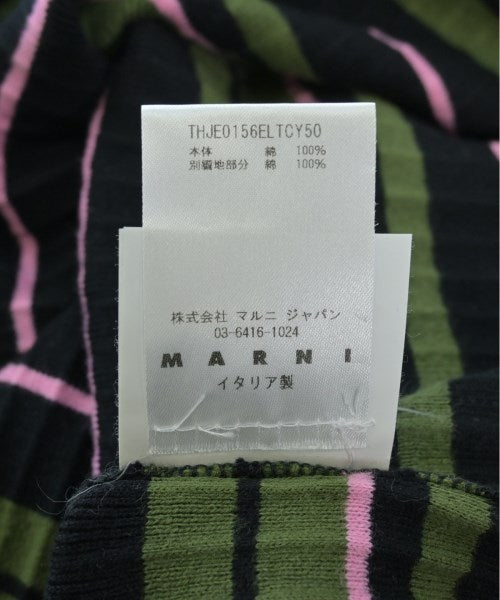 THJE0156ELTCY50
本体 綿 100%
別編地部分 綿 100%
株式会社 マルニ ジャパン
03-6416-1024
MARNI
イタリア製